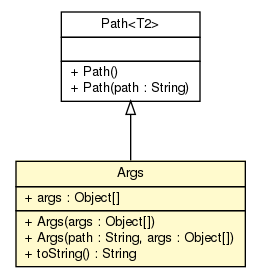 Path<T2>
+ Path()
+ Path(path : String)
Args
+ args : Object[]
+ Args(args : Object[])
+ Args(path : String, args : Object[])
+ toString() : String